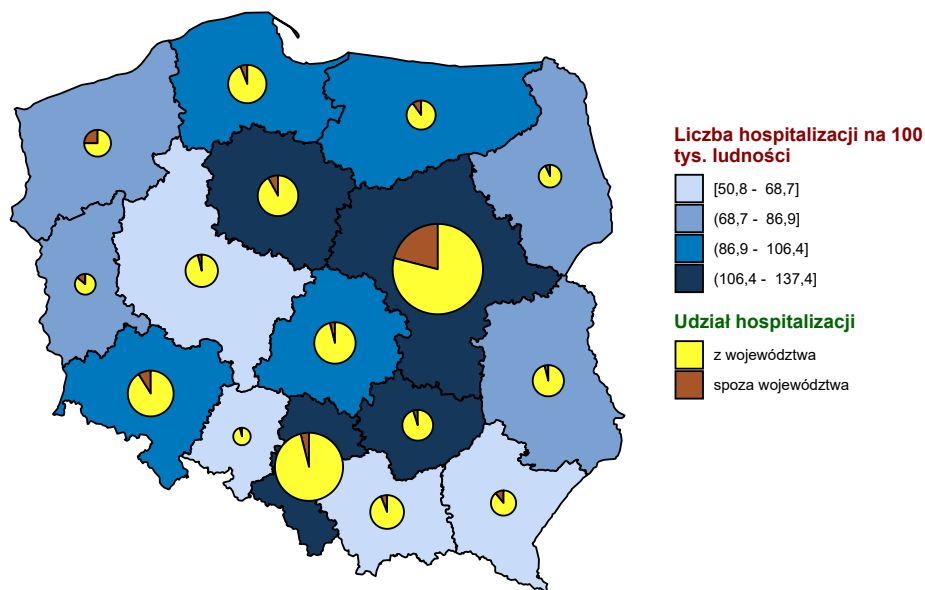 Liczba hospitalizacji na 100
tys. ludności
[50,8 - 68,7]
(68,7 - 86,9]
(86,9 - 106,4]
(106,4 - 137,4]
Udział hospitalizacji
z województwa
spoza województwa